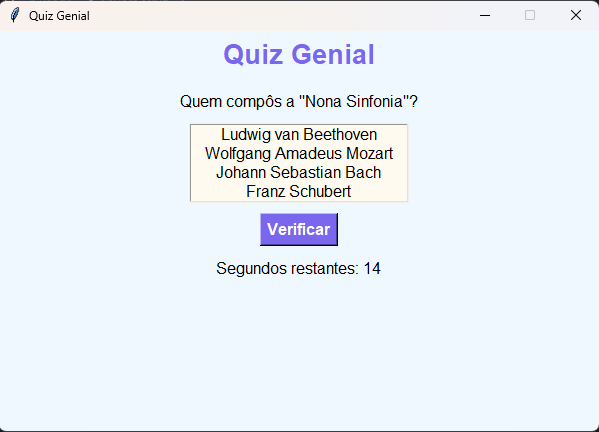 Quiz Genial
Quiz Genial
Quem compôs a "Nona Sinfonia"?
Ludwig van Beethoven
Wolfgang Amadeus Mozart
Johann Sebastian Bach
Franz Schubert
Verificar
Segundos restantes: 14